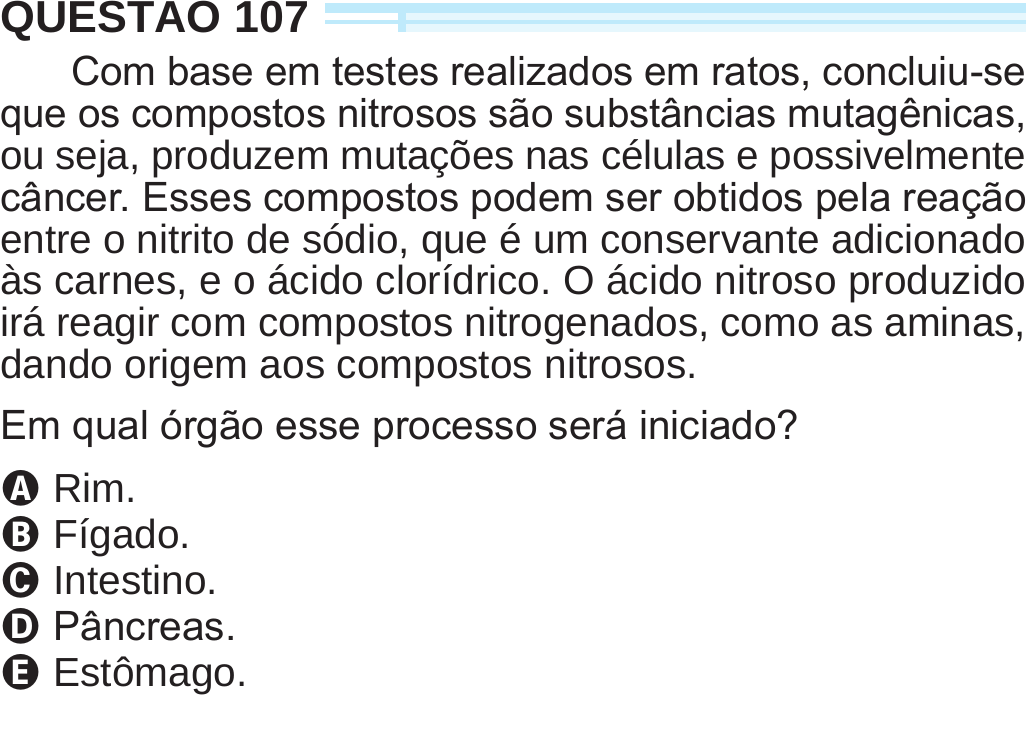 QUESTÃO 107
Com base em testes realizados em ratos, concluiu-se
que os compostos nitrosos são substâncias mutagênicas,
ou seja, produzem mutações nas células e possivelmente
câncer. Esses compostos podem ser obtidos pela reação
entre o nitrito de sódio, que é um conservante adicionado
às carnes, e o ácido clorídrico. O ácido nitroso produzido
irá reagir com compostos nitrogenados, como as aminas,
dando origem aos compostos nitrosos.
Em qual órgão esse processo será iniciado?
A Rim.
B Fígado.
C Intestino.
D Pâncreas.
E Estômago.